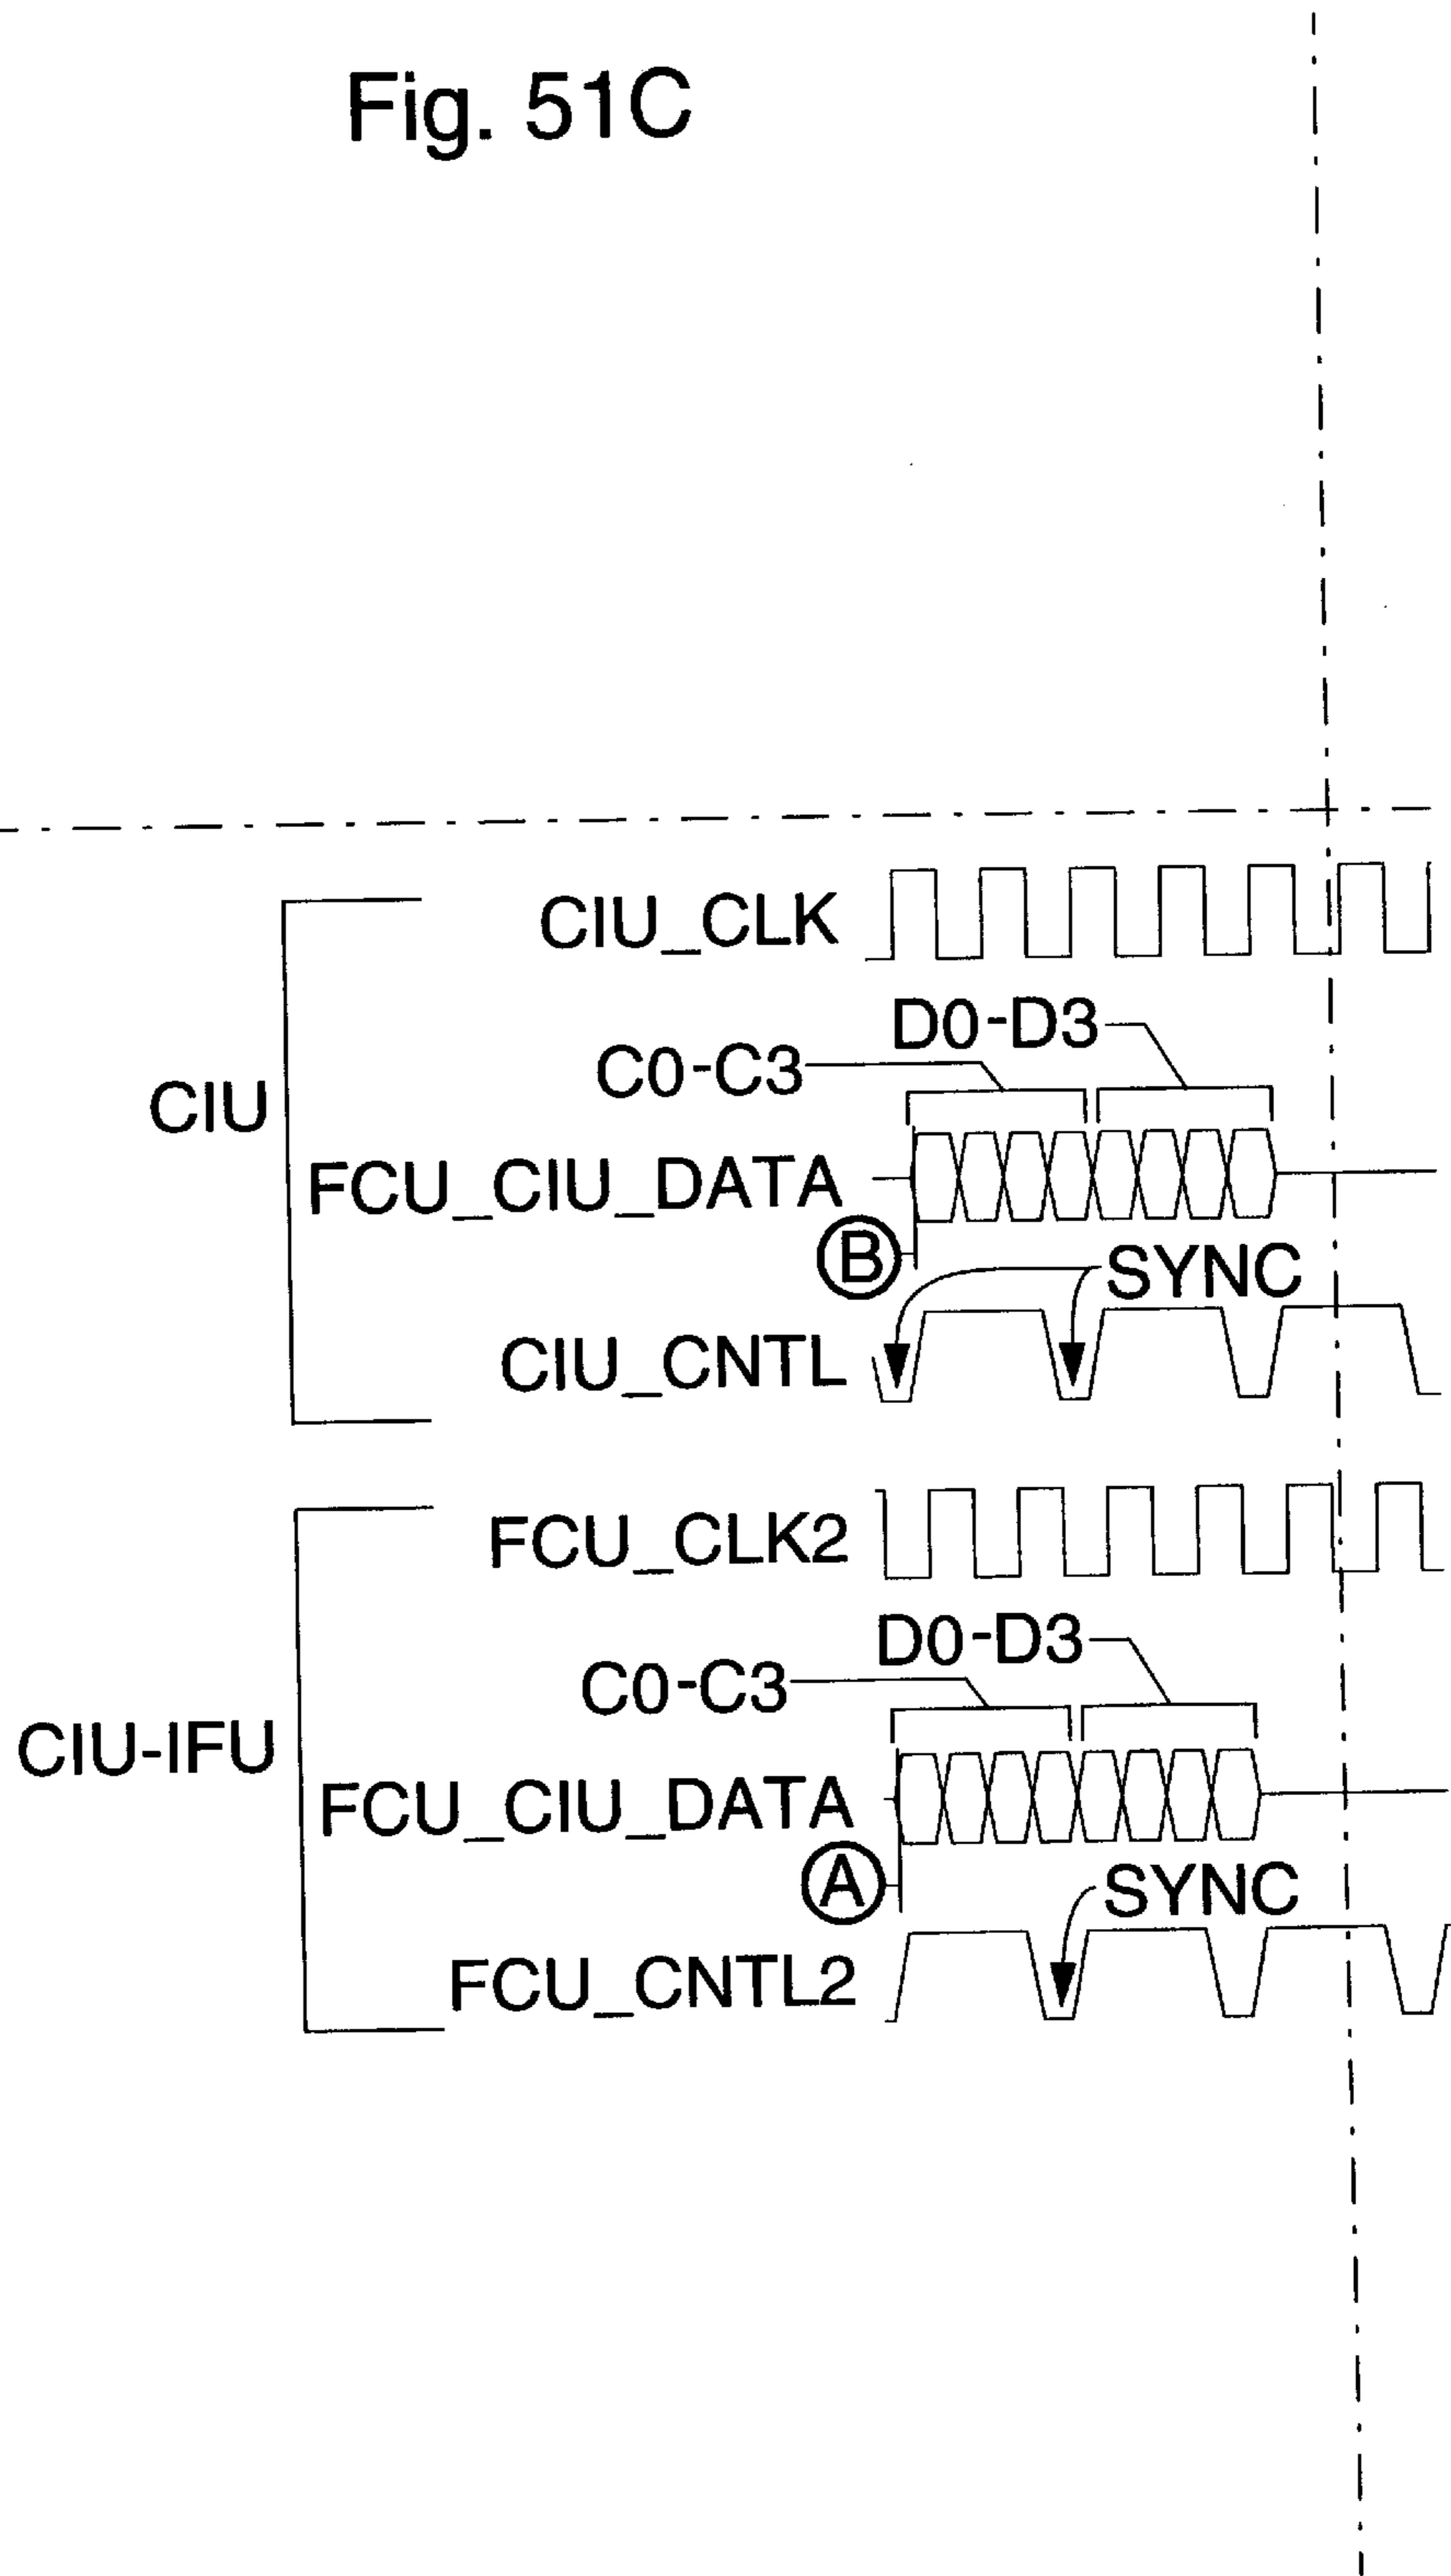 Fig. 51C
CIU_CLK
D0-D3
C0-C3
CIU
FCU_CIU_DATA
B
SYNC
CIU_CNTL
FCU_CLK2
D0-D3
C0-C3
CIU-IFU
FCU_CIU_DATA
A
SYNC
FCU_CNTL2